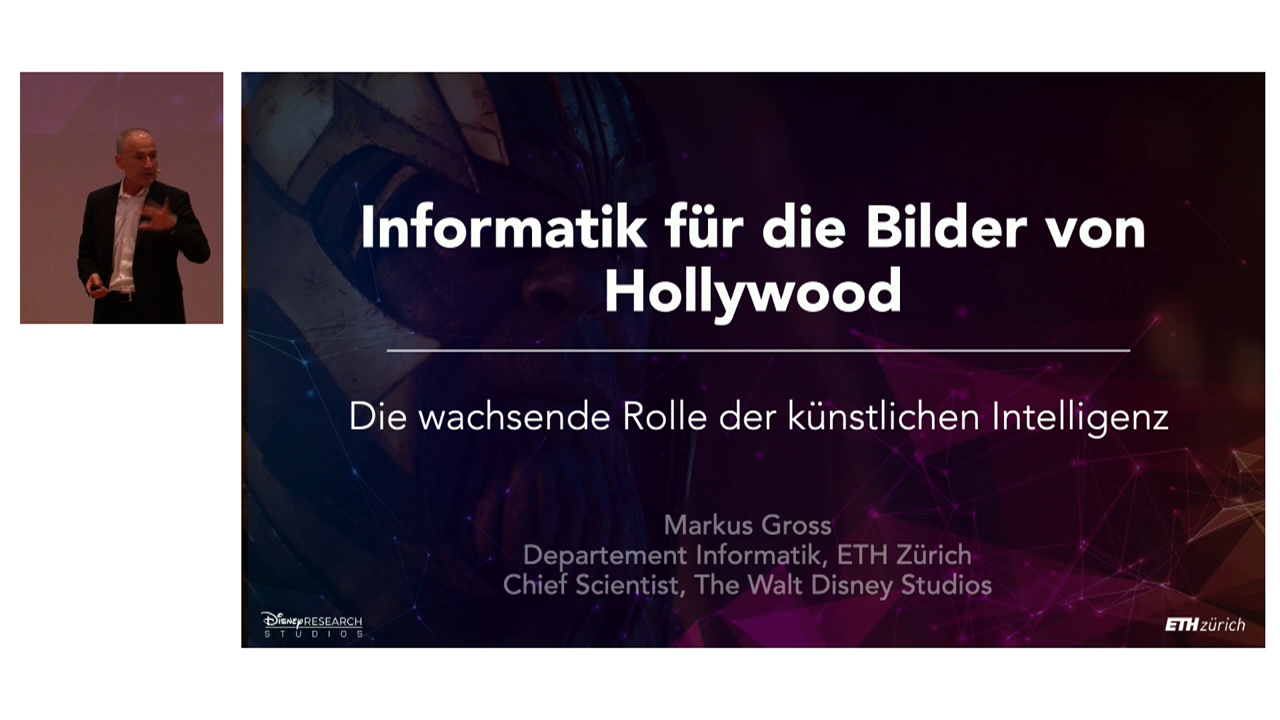 Informatik für die Bilder von
Hollywood
Die wachsende Rolle der künstlichen Intelligenz
Markus Gross
Departement Informatik, ETH Zürich
Chief Scientist, The Walt Disney Studios
Disney RESEARCH
STUDIOS
ETH zürich